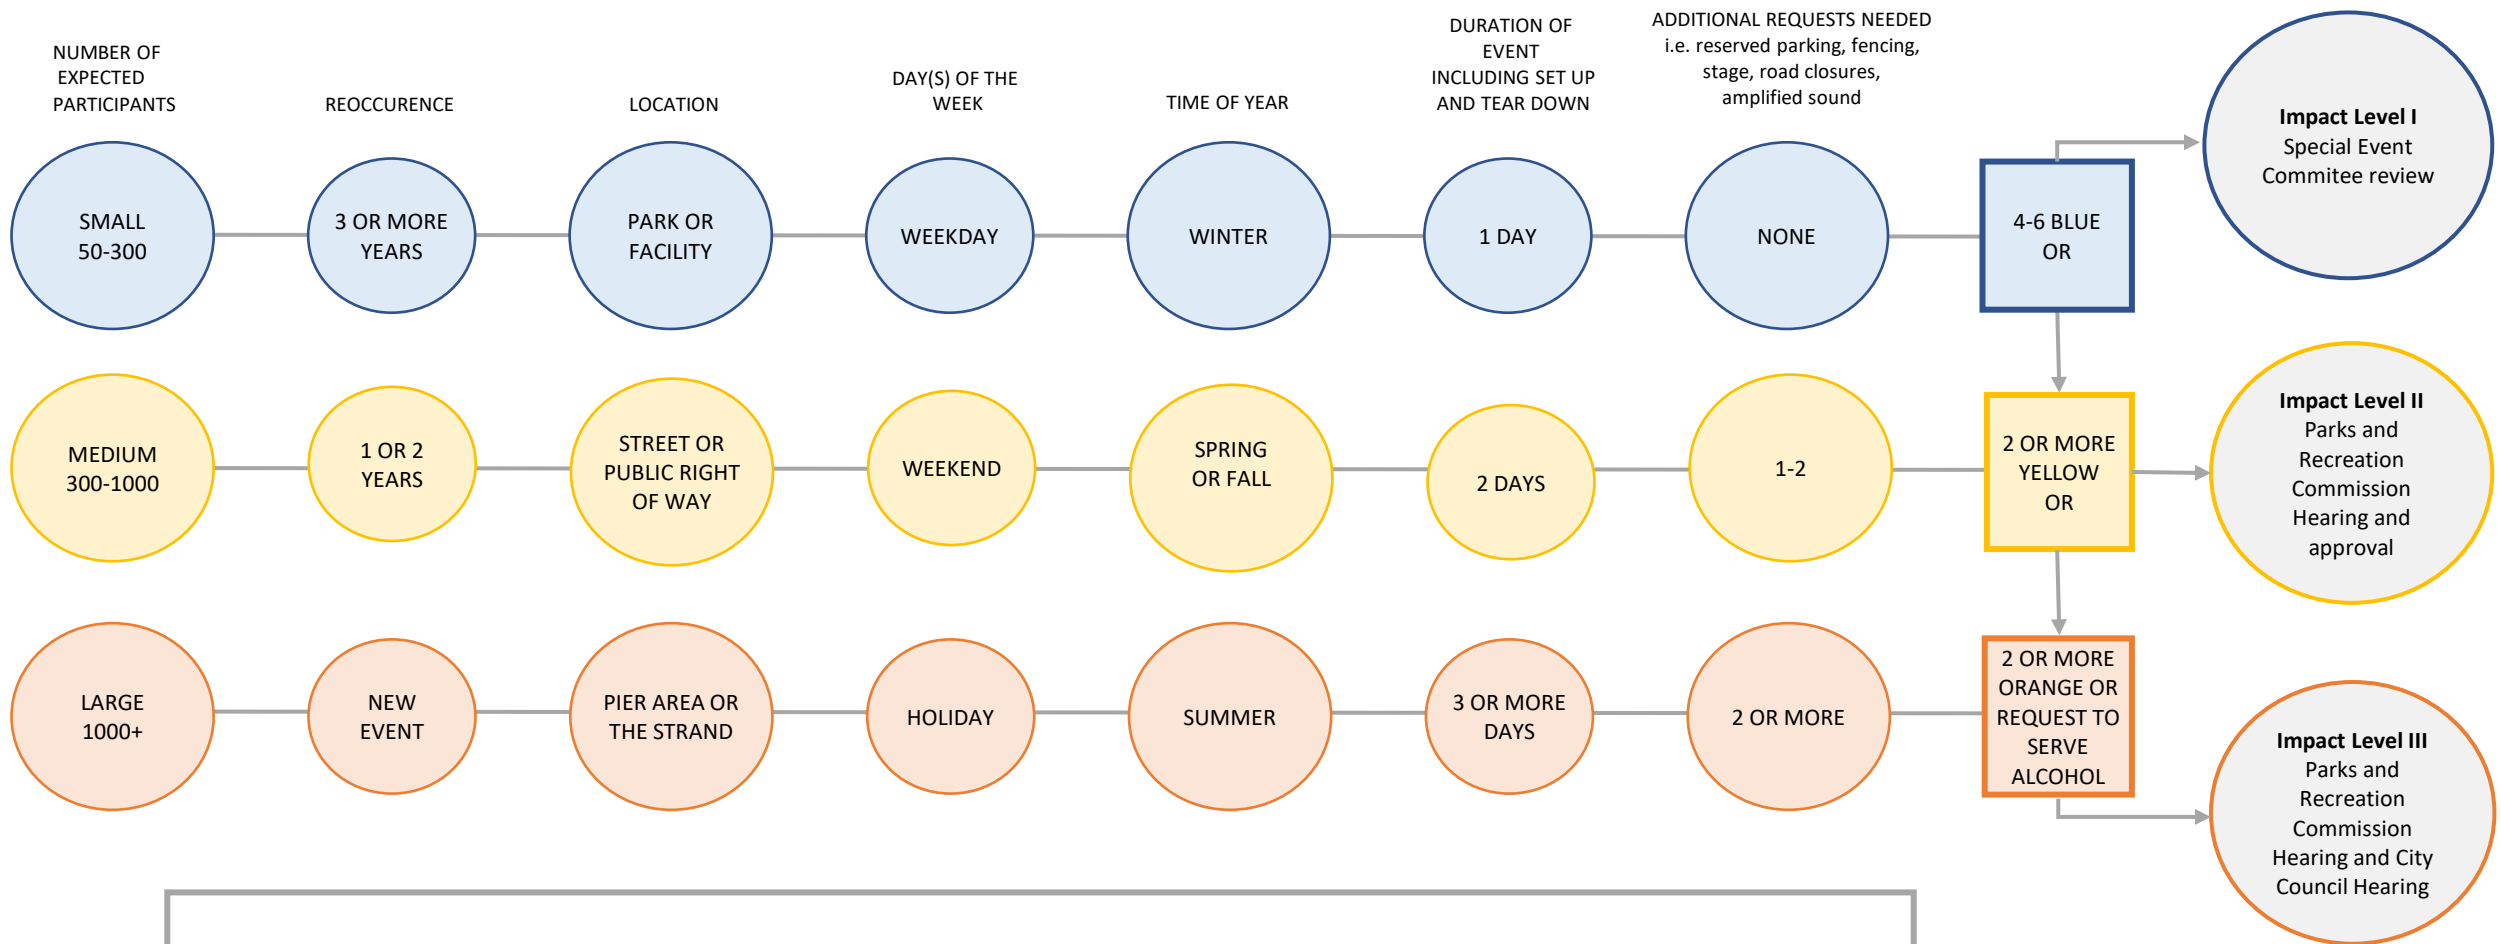 NUMBER OF
EXPECTED
PARTICIPANTS
REOCCURENCE
LOCATION
DAY(S) OF THE
WEEK
TIME OF YEAR
DURATION OF
EVENT
INCLUDING SET UP
AND TEAR DOWN
ADDITIONAL REQUESTS NEEDED
i.e. reserved parking, fencing,
stage, road closures,
amplified sound
SMALL
50-300
3 OR MORE
YEARS
PARK OR
FACILITY
WEEKDAY
WINTER
1 DAY
NONE
4-6 BLUE
OR
Impact Level I
Special Event
Commitee review
MEDIUM
300-1000
1 OR 2
YEARS
STREET OR
PUBLIC RIGHT
OF WAY
WEEKEND
SPRING
OR FALL
2 DAYS
1-2
2 OR MORE
YELLOW
OR
Impact Level II
Parks and
Recreation
Commission
Hearing and
approval
LARGE
1000+
NEW
EVENT
PIER AREA OR
THE STRAND
HOLIDAY
SUMMER
3 OR MORE
DAYS
2 OR MORE
2 OR MORE
ORANGE OR
REQUEST TO
SERVE
ALCOHOL
Impact Level III
Parks and
Recreation
Commission
Hearing and City
Council Hearing